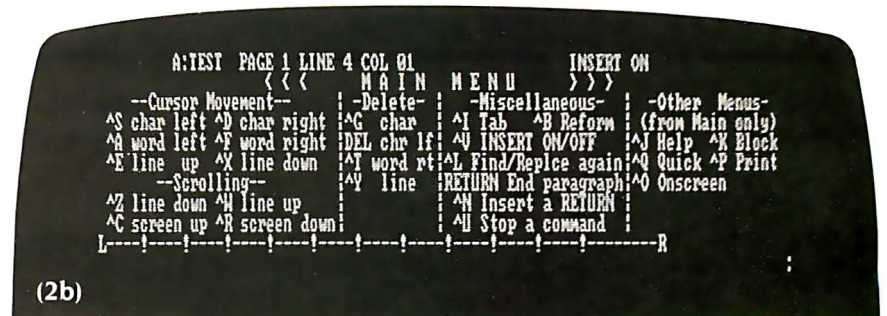 A:TEST PAGE 1 LINE 4 COL 01 INSERT ON
< < < M A I N M E N U > > >
--Cursor Movement-- | -Delete- | -Miscellaneous- | -Other Menus-
^S char left ^D char right |^G char | ^I Tab ^B Reform | (from Main only)
^A word left ^F word right |DEL chr lf| ^V INSERT ON/OFF |^J Help ^K Block
^E line up ^X line down |^T word rt|^L Find/Replce again|^Q Quick ^P Print
--Scrolling-- |^Y line |RETURN End paragraph|^O Onscreen
^Z line down ^W line up | | ^N Insert a RETURN |
^C screen up ^R screen down| | ^U Stop a command |
L----!----!----!----!----!----!----!----!----!----!--------R
(2b)